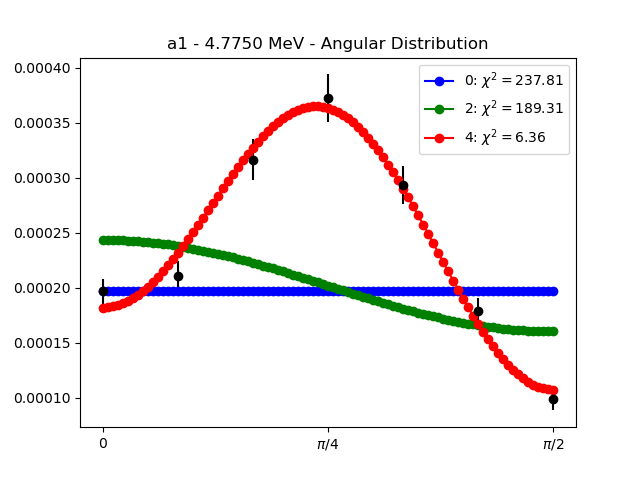 a1 - 4.7750 MeV - Angular Distribution
0.00040
0.00035
0.00030
0.00025
0.00020
0.00015
0.00010
0: χ² = 237.81
2: χ² = 189.31
4: χ² = 6.36
0 π/4 π/2